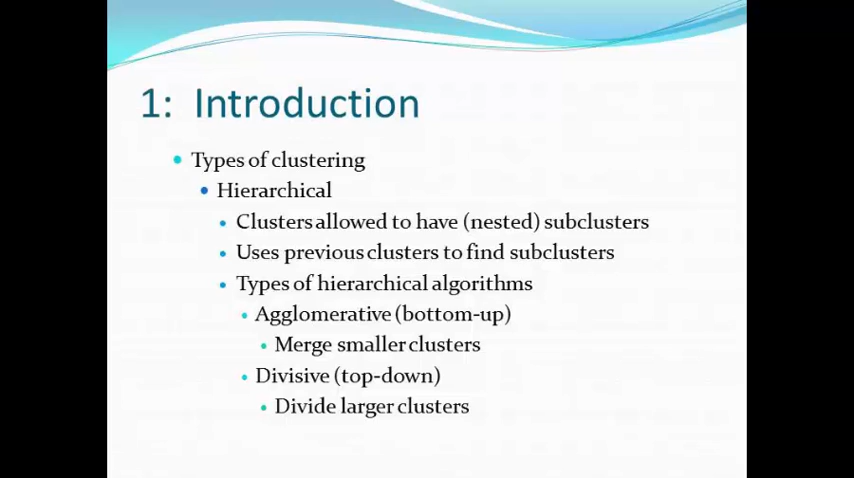 1: Introduction
Types of clustering
Hierarchical
Clusters allowed to have (nested) subclusters
Uses previous clusters to find subclusters
Types of hierarchical algorithms
Agglomerative (bottom-up)
Merge smaller clusters
Divisive (top-down)
Divide larger clusters